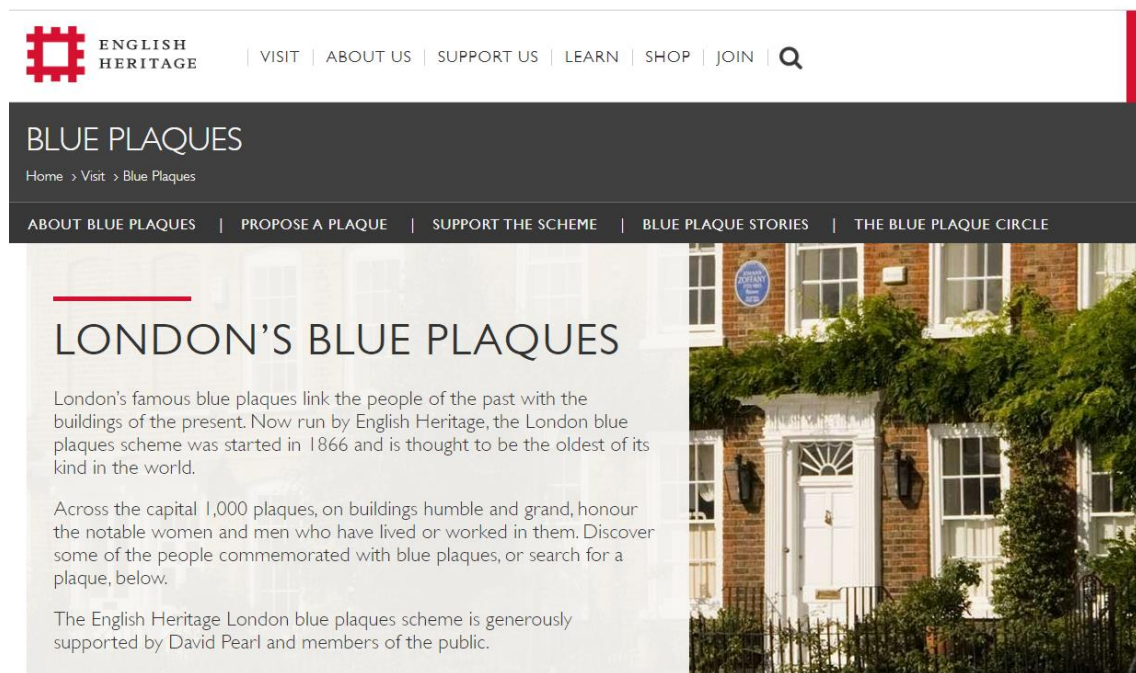 ENGLISH
HERITAGE
VISIT | ABOUT US | SUPPORT US | LEARN | SHOP | JOIN
BLUE PLAQUES
Home > Visit > Blue Plaques
ABOUT BLUE PLAQUES | PROPOSE A PLAQUE | SUPPORT THE SCHEME | BLUE PLAQUE STORIES | THE BLUE PLAQUE CIRCLE
ZOFFANY
LONDON'S BLUE PLAQUES
London's famous blue plaques link the people of the past with the
buildings of the present. Now run by English Heritage, the London blue
plaques scheme was started in 1866 and is thought to be the oldest of its
kind in the world.
Across the capital 1,000 plaques, on buildings humble and grand, honour
the notable women and men who have lived or worked in them. Discover
some of the people commemorated with blue plaques, or search for a
plaque, below.
The English Heritage London blue plaques scheme is generously
supported by David Pearl and members of the public.